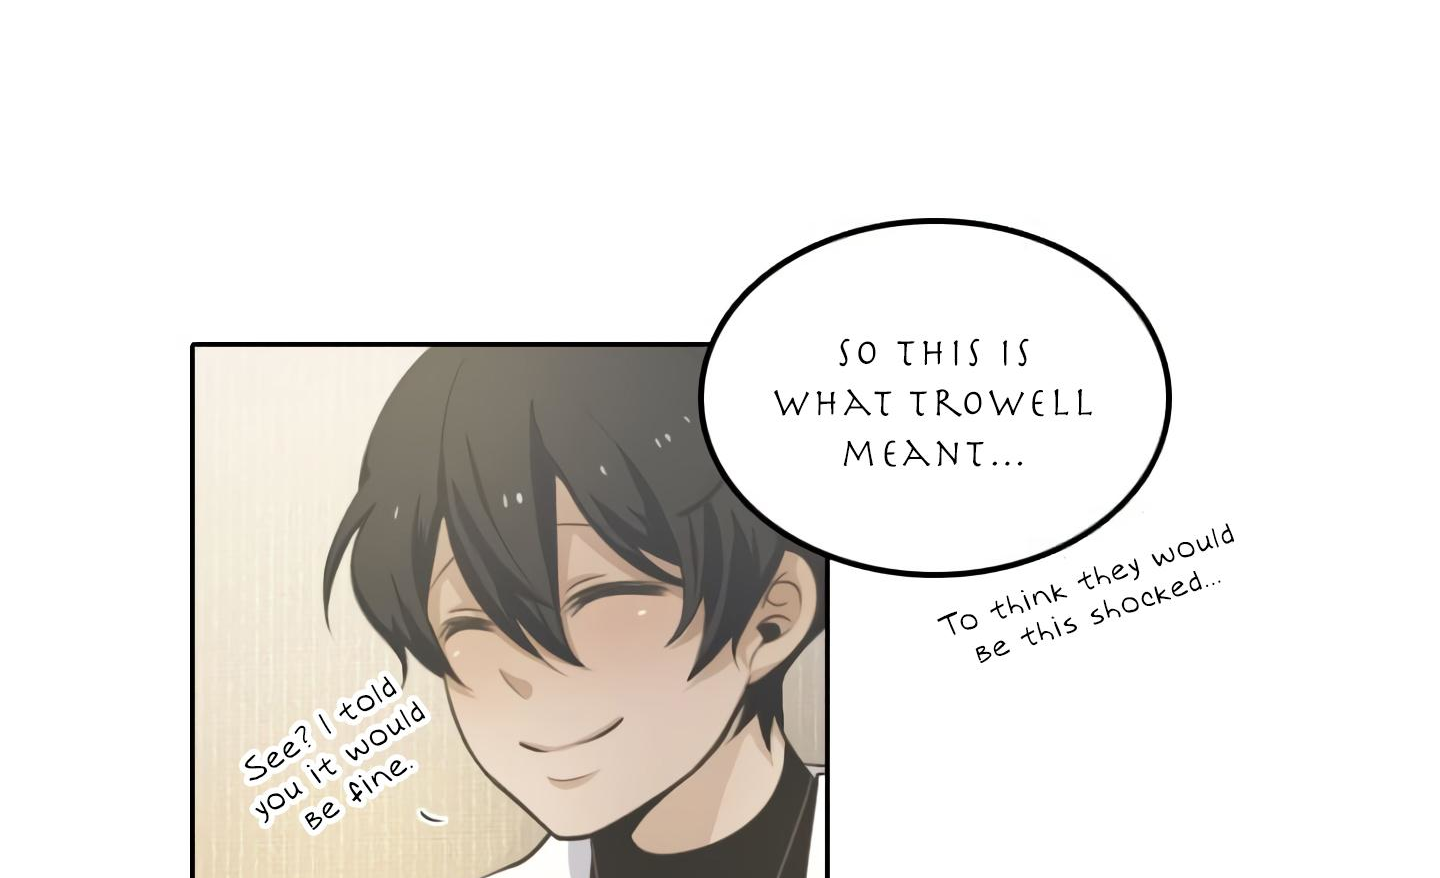 SO THIS IS
WHAT TROWELL
MEANT...
To think they would
Be this shocked...
See? I told
you it would
Be fine.